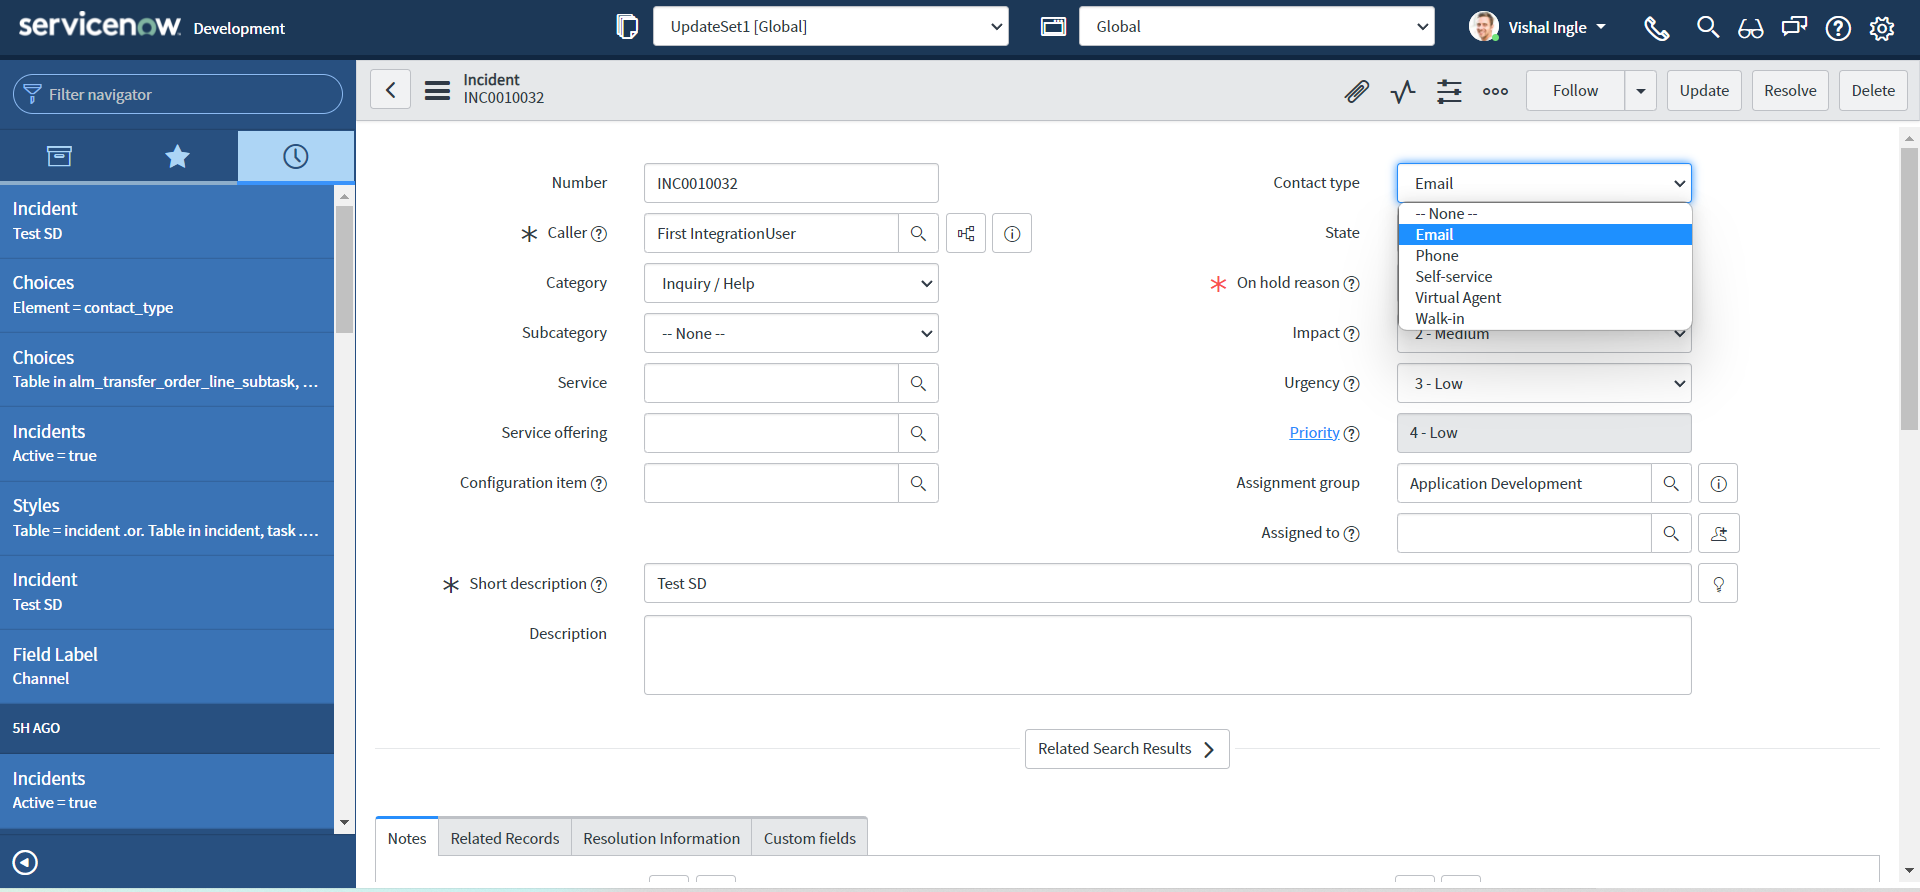 servicenow. Development
UpdateSet1 [Global]
Global
Vishal Ingle
Filter navigator
Incident
INC0010032
Follow
Update
Resolve
Delete
Incident
Test SD
Choices
Element = contact_type
Choices
Table in alm_transfer_order_line_subtask, ...
Incidents
Active = true
Styles
Table = incident .or. Table in incident, task ....
Incident
Test SD
Field Label
Channel
5H AGO
Incidents
Active = true
Number
INC0010032
Caller
First IntegrationUser
Category
Inquiry / Help
Subcategory
-- None --
Service
Service offering
Configuration item
Contact type
Email
-- None --
Email
Phone
Self-service
Virtual Agent
Walk-in
State
On hold reason
Impact
2 - Medium
Urgency
3 - Low
Priority
4 - Low
Assignment group
Application Development
Assigned to
Short description
Test SD
Description
Related Search Results
Notes
Related Records
Resolution Information
Custom fields